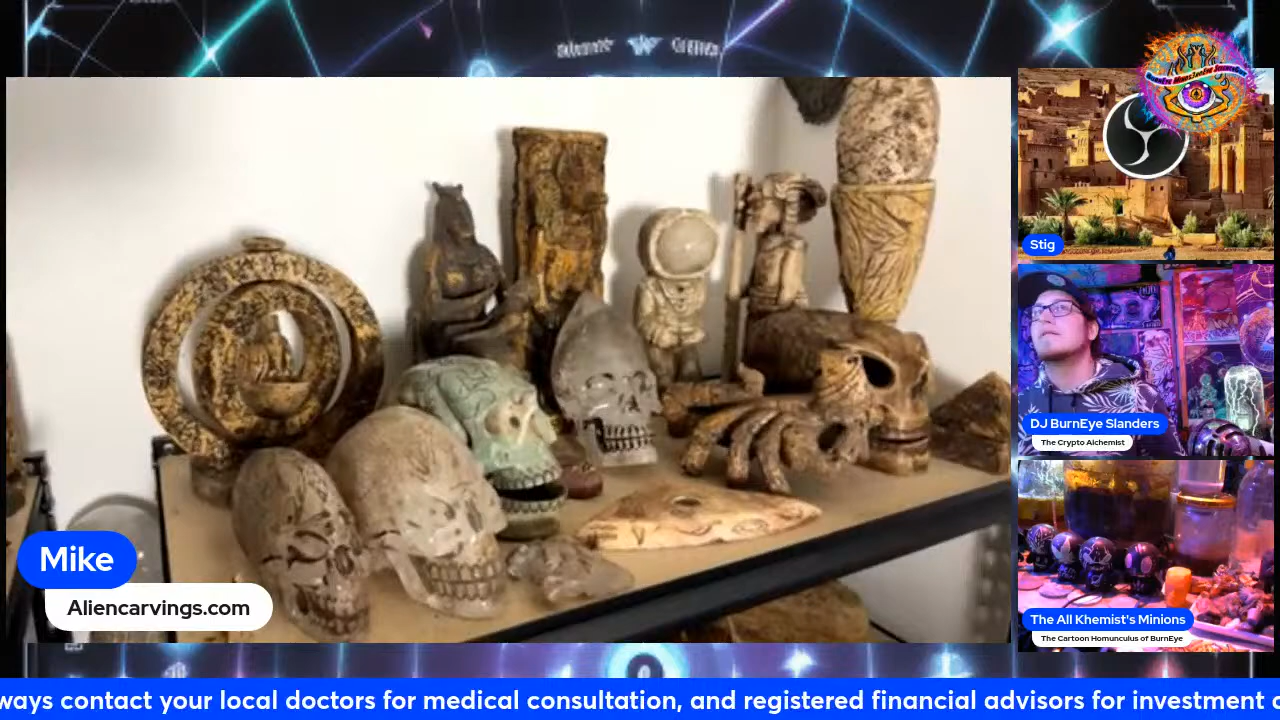 Stig
DJ BurnEye Slanders
The Crypto Alchemist
Mike
Aliencarvings.com
The All Khemist's Minions
The Cartoon Homunculus of BurnEye
ways contact your local doctors for medical consultation, and registered financial advisors for investment